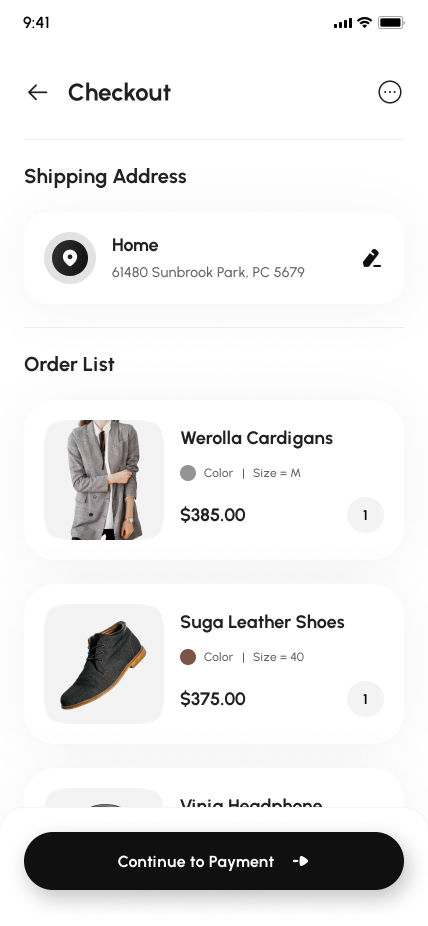 9:41
Checkout
Shipping Address
Home
61480 Sunbrook Park, PC 5679
Order List
Werolla Cardigans
Color | Size = M
$385.00
1
Suga Leather Shoes
Color | Size = 40
$375.00
1
Vinia Headphone
Continue to Payment